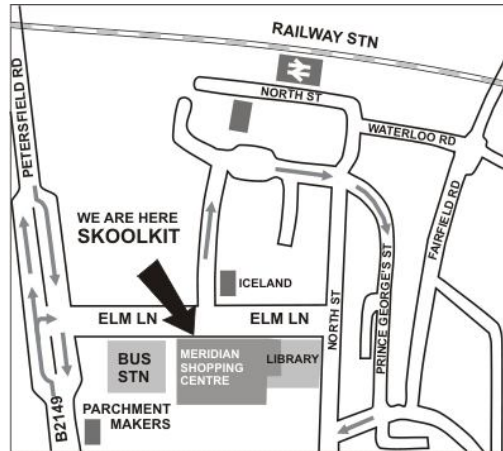 RAILWAY STN
NORTH ST
WATERLOO RD
PETERSFIELD RD
FAIRFIELD RD
WE ARE HERE
SKOOLKIT
PRINCE GEORGE'S ST
ICELAND
ELM LN
ELM LN
NORTH ST
BUS
STN
MERIDIAN
SHOPPING
CENTRE
LIBRARY
PARCHMENT
MAKERS
B2149